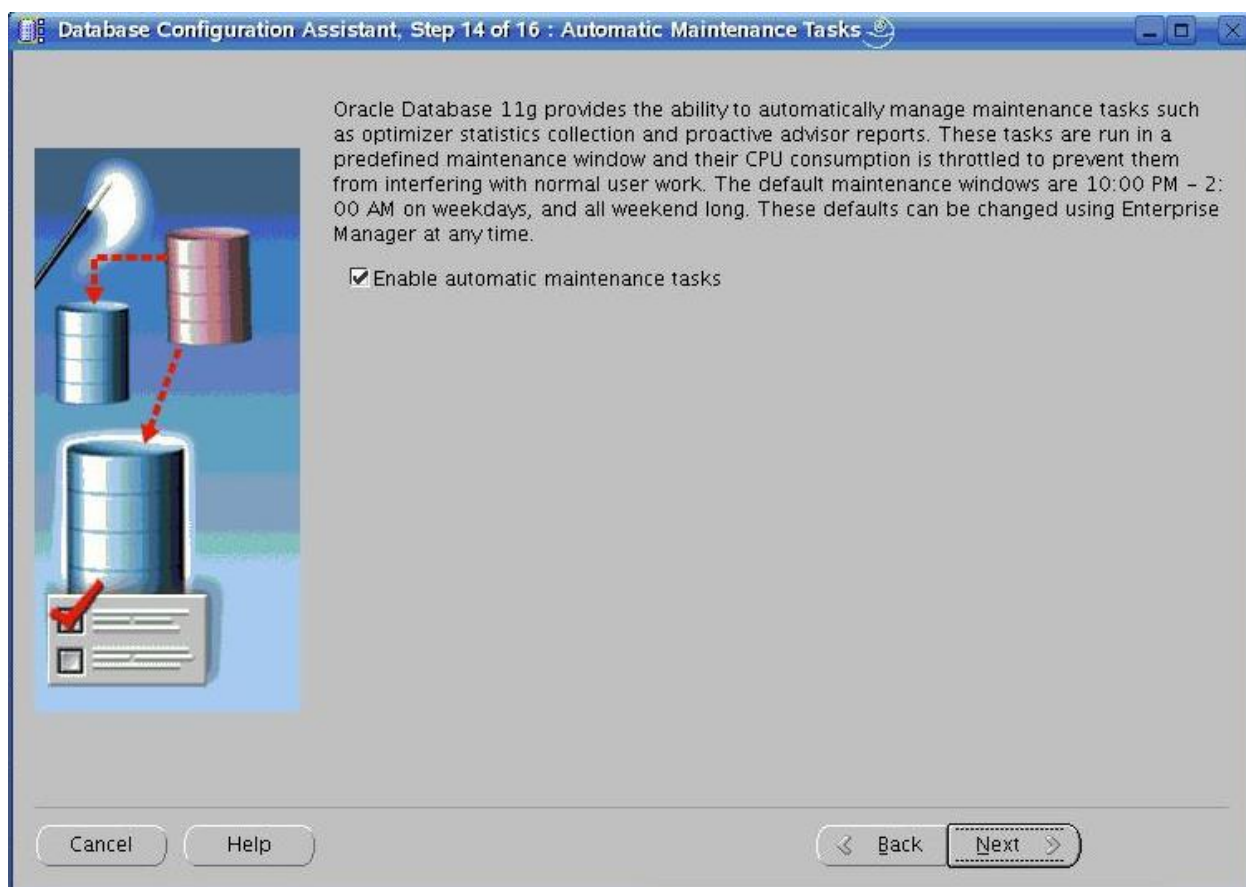 Database Configuration Assistant, Step 14 of 16 : Automatic Maintenance Tasks
Oracle Database 11g provides the ability to automatically manage maintenance tasks such
as optimizer statistics collection and proactive advisor reports. These tasks are run in a
predefined maintenance window and their CPU consumption is throttled to prevent them
from interfering with normal user work. The default maintenance windows are 10:00 PM – 2:
00 AM on weekdays, and all weekend long. These defaults can be changed using Enterprise
Manager at any time.
Enable automatic maintenance tasks
Cancel
Help
Back
Next